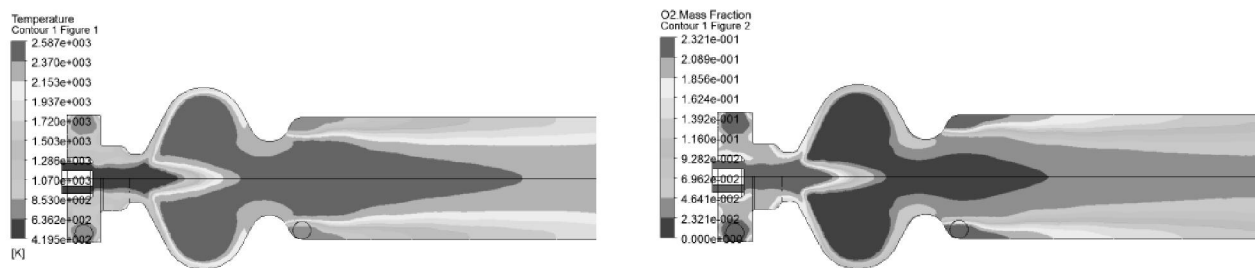 Temperature
Contour 1 Figure 1
2.587e+003
2.370e+003
2.153e+003
1.937e+003
1.720e+003
1.503e+003
1.286e+003
1.070e+003
8.530e+002
6.362e+002
4.195e+002
[K]
O2.Mass Fraction
Contour 1 Figure 2
2.321e-001
2.089e-001
1.856e-001
1.624e-001
1.392e-001
1.160e-001
9.282e-002
6.962e-002
4.641e-002
2.321e-002
0.000e+000